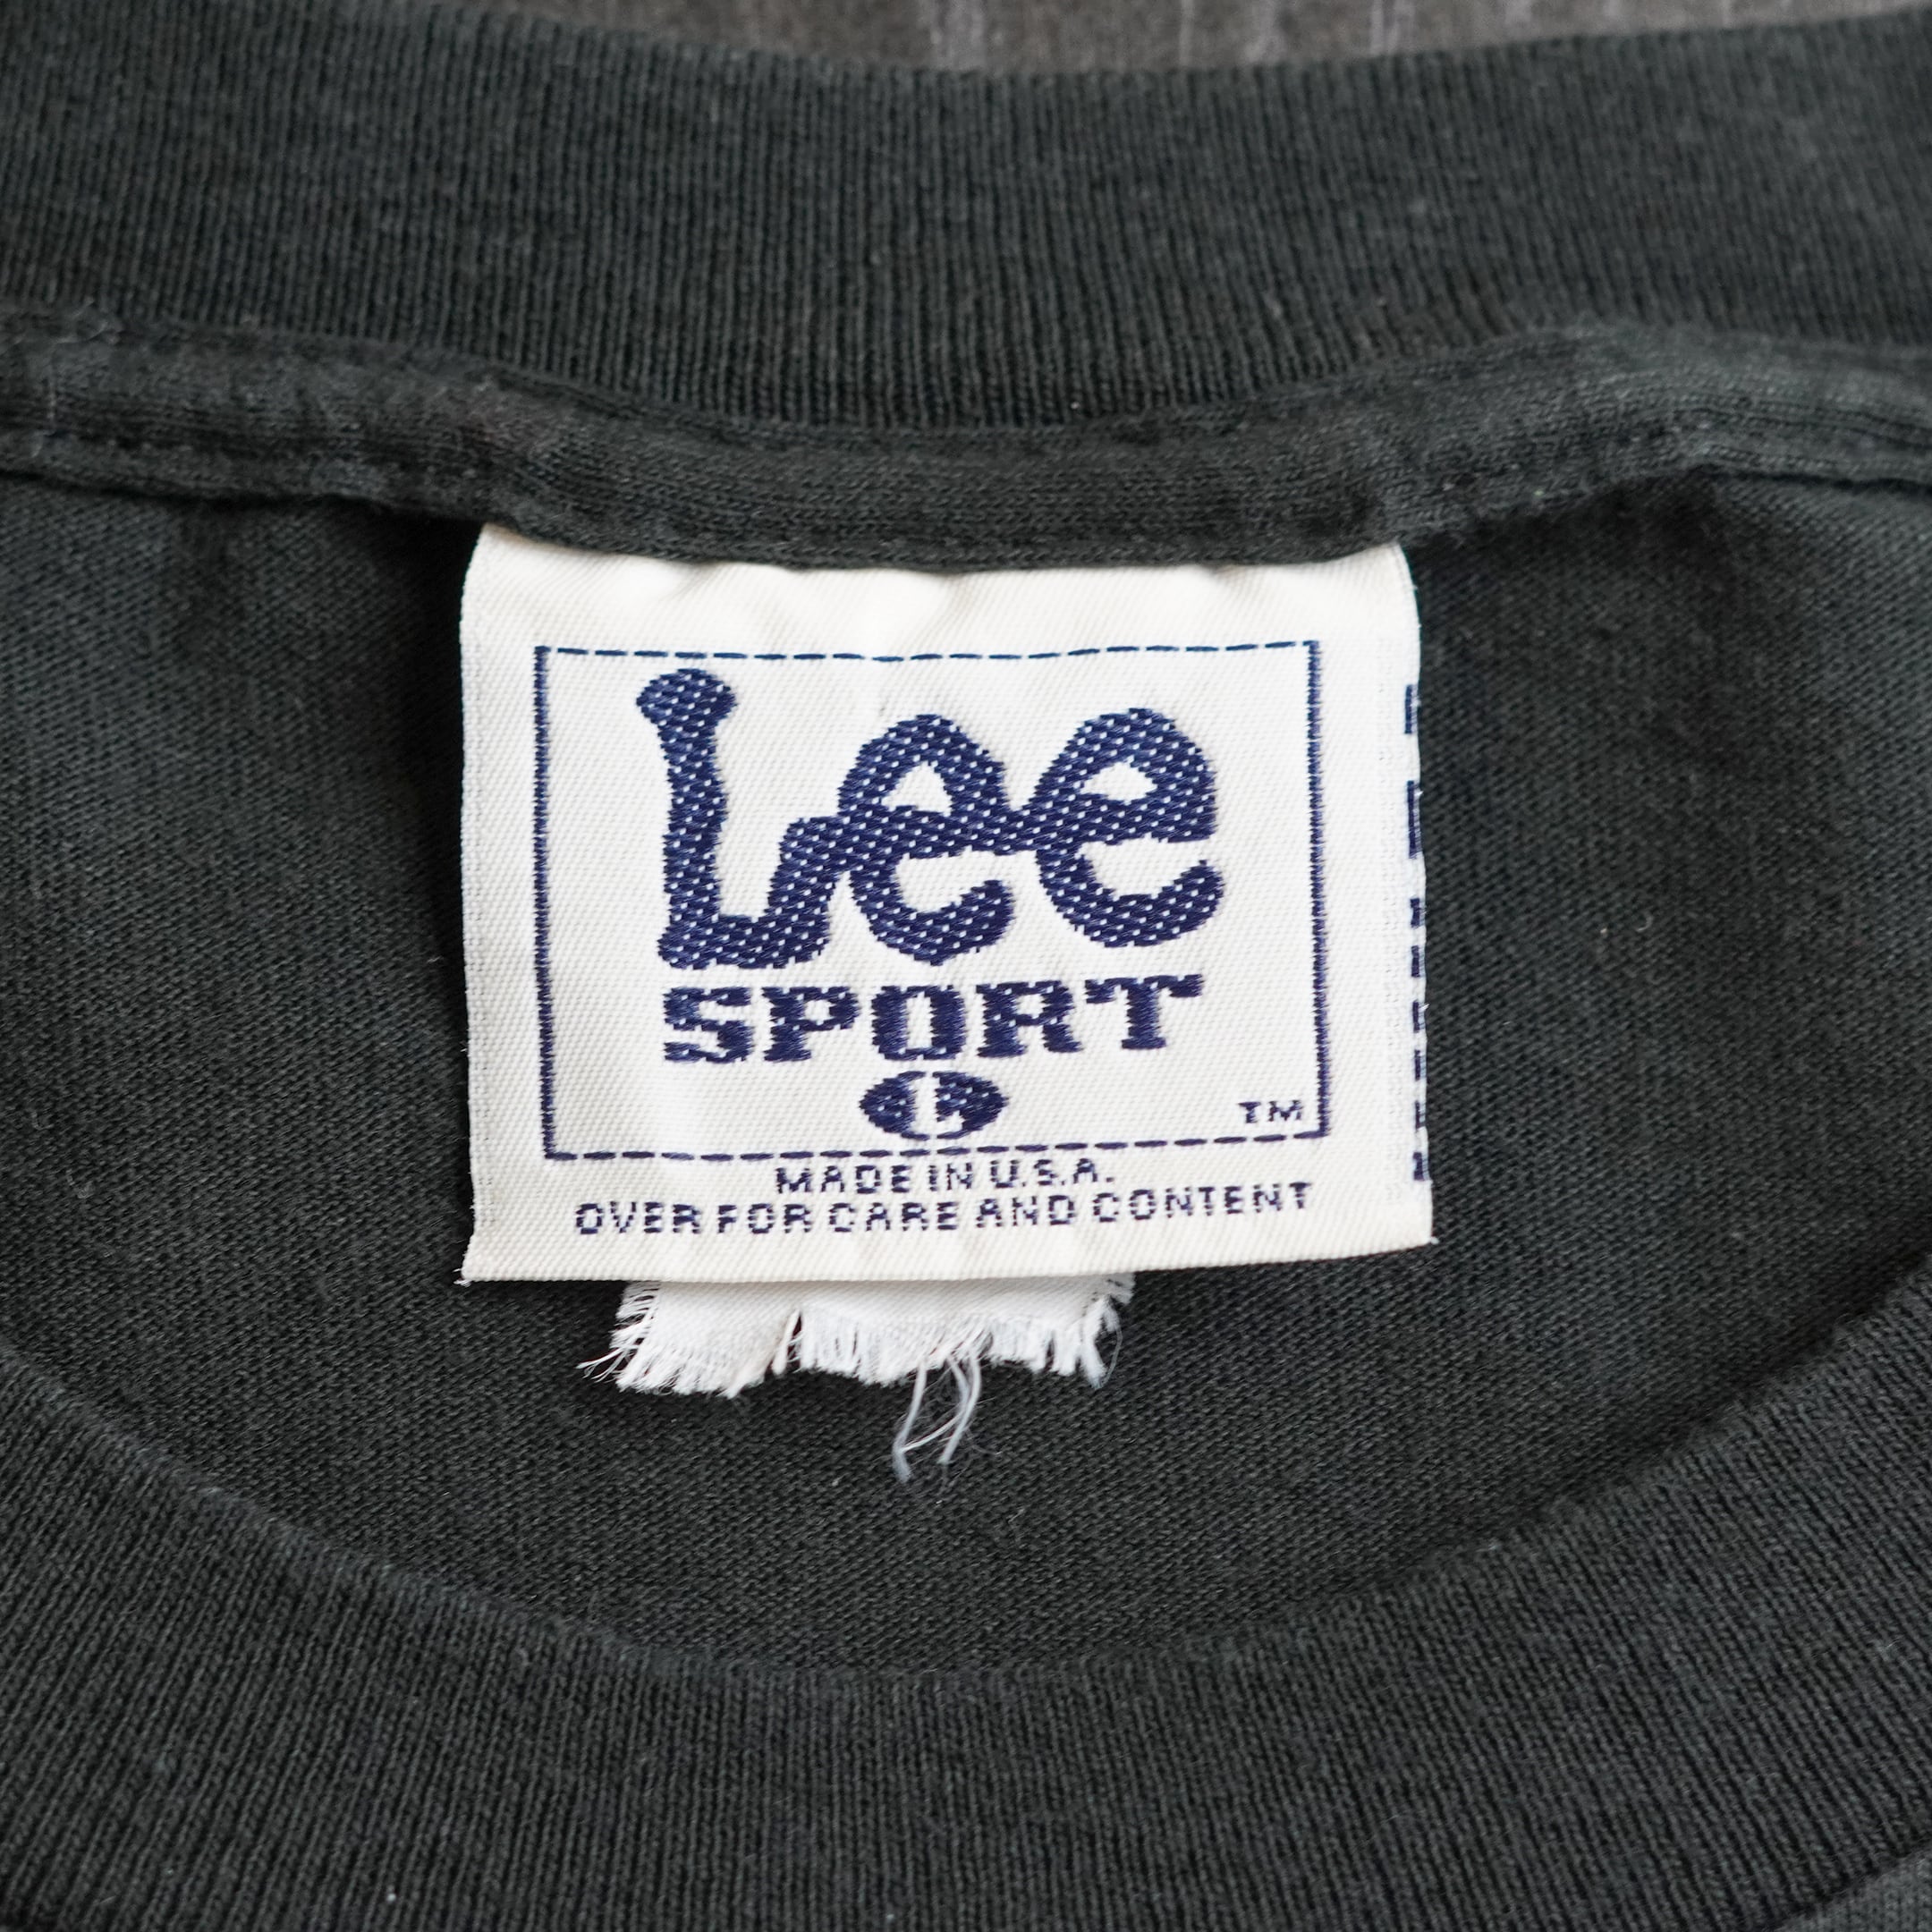 Lee
SPORT
L
TM
MADE IN U.S.A.
OVER FOR CARE AND CONTENT